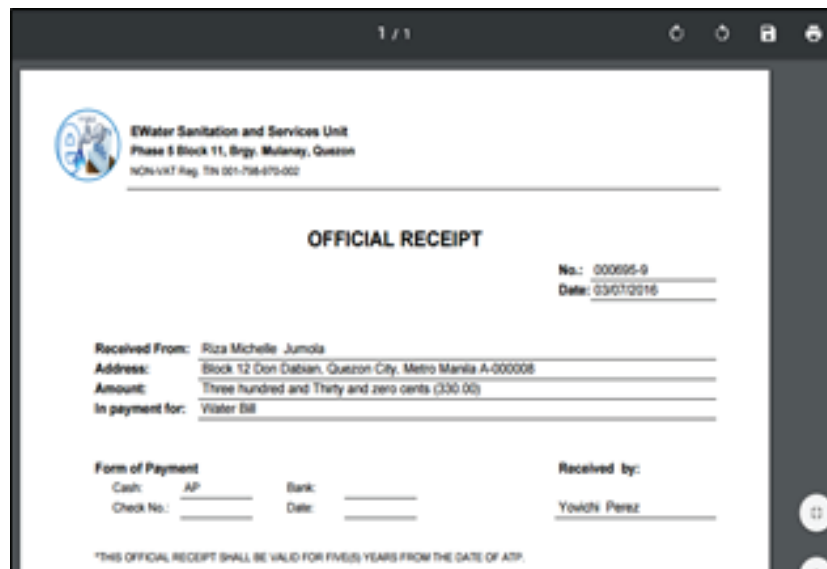 1 / 1
EWater Sanitation and Services Unit
Phase 5 Block 11, Brgy. Mulanay, Quezon
NON-VAT Reg. TIN 001-798-970-002
OFFICIAL RECEIPT
No.: 000695-9
Date: 03/07/2016
Received From: Riza Michelle Jumola
Address: Block 12 Don Dabian, Quezon City, Metro Manila A-000008
Amount: Three hundred and Thirty and zero cents (330.00)
In payment for: Water Bill
Form of Payment Received by:
Cash: AP Bank:
Check No.: Date: Yovichi Perez
*THIS OFFICIAL RECEIPT SHALL BE VALID FOR FIVE(5) YEARS FROM THE DATE OF ATP.